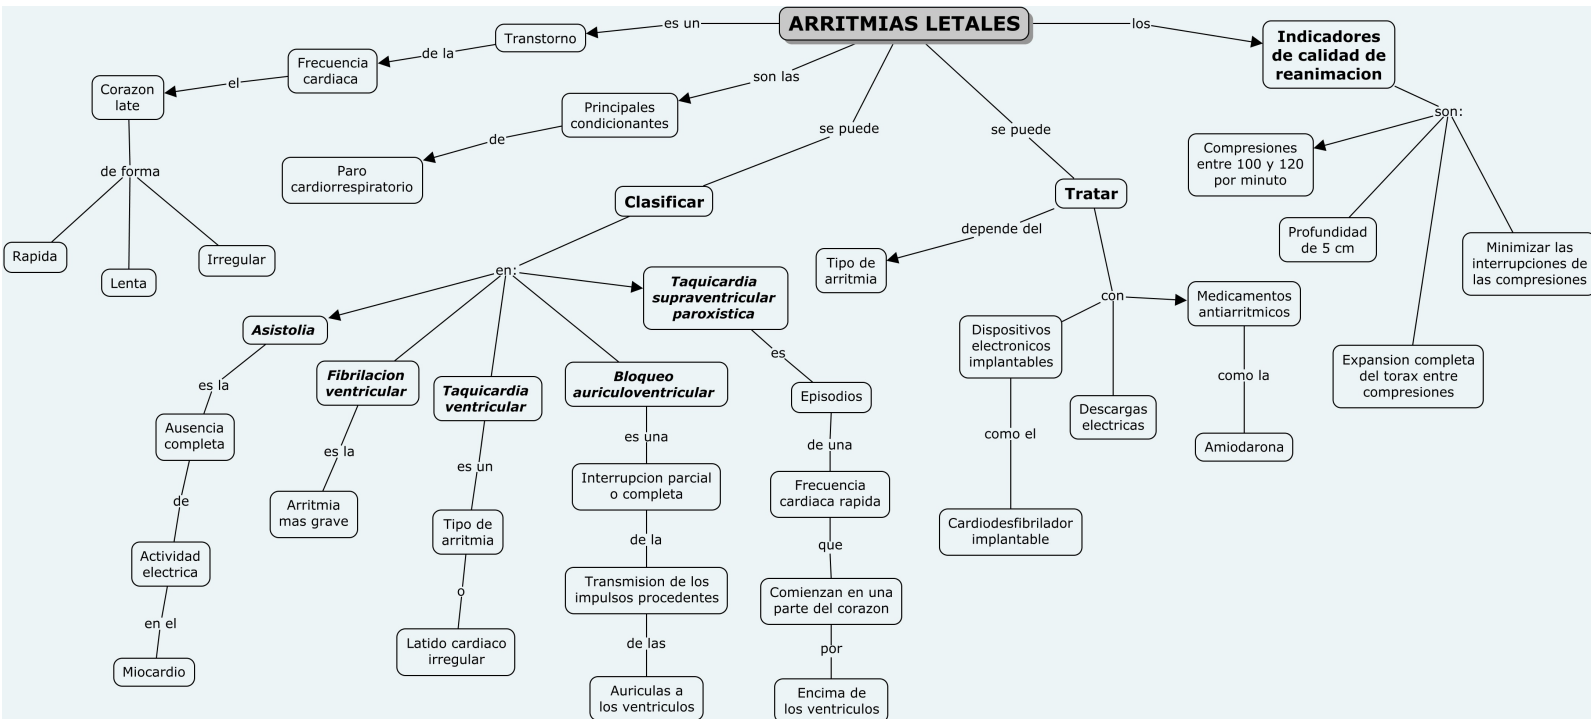 ARRITMIAS LETALES
es un
Transtorno
de la
Frecuencia
cardiaca
el
Corazon
late
de forma
Rapida
Lenta
Irregular
son las
Principales
condicionantes
de
Paro
cardiorrespiratorio
se puede
Clasificar
en:
Asistolia
es la
Ausencia
completa
de
Actividad
electrica
en el
Miocardio
Fibrilacion
ventricular
es la
Arritmia
mas grave
Taquicardia
ventricular
es un
Tipo de
arritmia
o
Latido cardiaco
irregular
Bloqueo
auriculoventricular
es una
Interrupcion parcial
o completa
de la
Transmision de los
impulsos procedentes
de las
Auriculas a
los ventriculos
Taquicardia
supraventricular
paroxistica
es
Episodios
de una
Frecuencia
cardiaca rapida
que
Comienzan en una
parte del corazon
por
Encima de
los ventriculos
se puede
Tratar
depende del
Tipo de
arritmia
con
Dispositivos
electronicos
implantables
como el
Cardiodesfibrilador
implantable
Descargas
electricas
Medicamentos
antiarritmicos
como la
Amiodarona
los
Indicadores
de calidad de
reanimacion
son:
Compresiones
entre 100 y 120
por minuto
Profundidad
de 5 cm
Expansion completa
del torax entre
compresiones
Minimizar las
interrupciones de
las compresiones